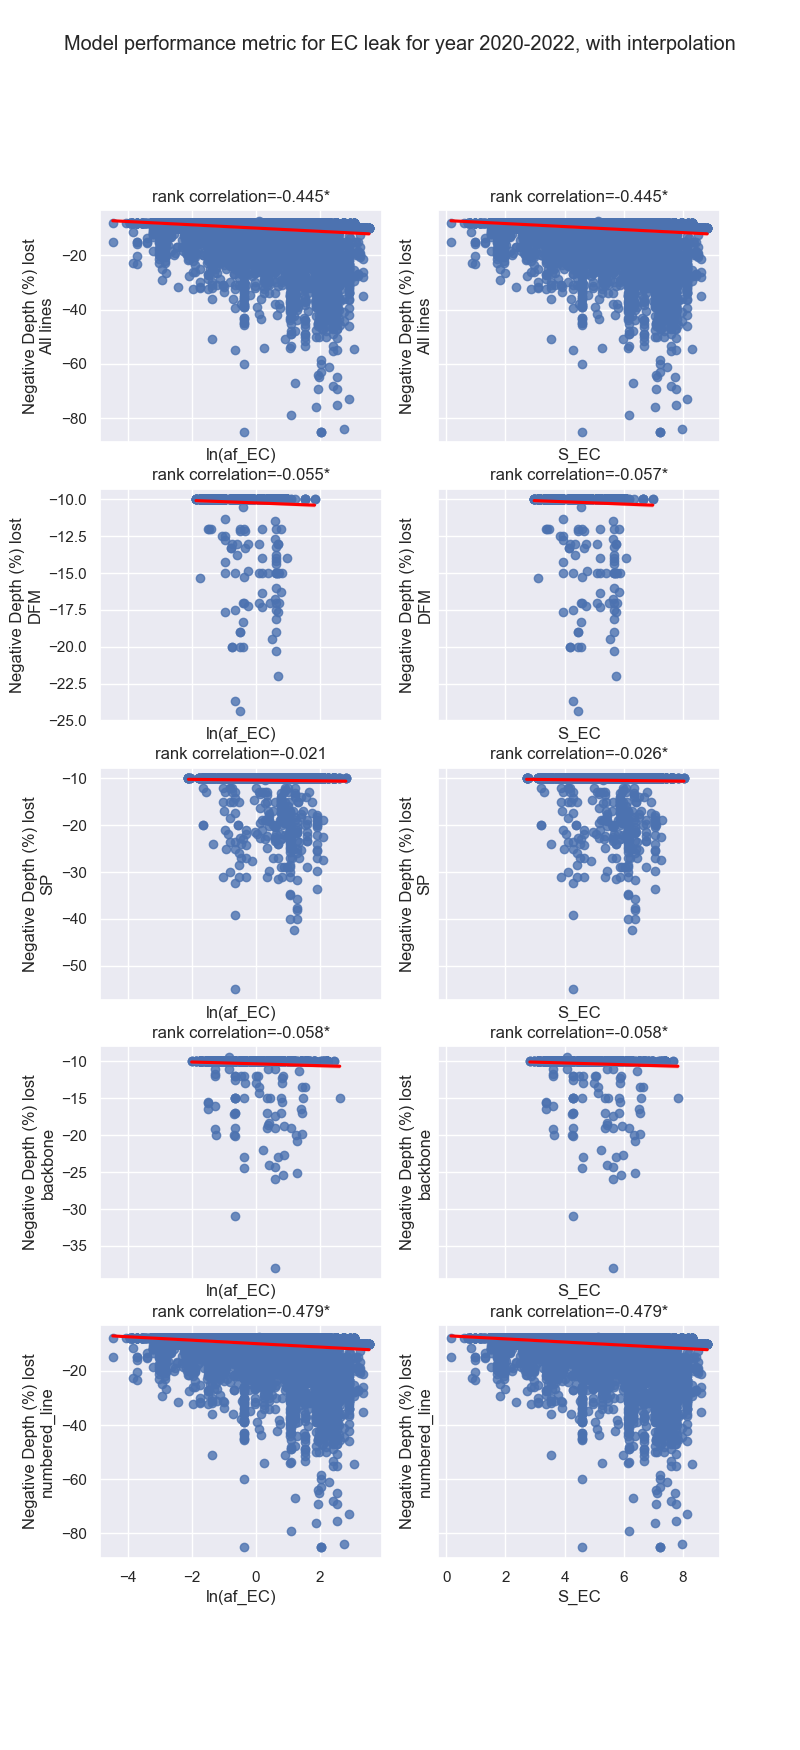 Model performance metric for EC leak for year 2020-2022, with interpolation
rank correlation=-0.445*
rank correlation=-0.445*
Negative Depth (%) lost
All lines
−20
−40
−60
−80
Negative Depth (%) lost
All lines
ln(af_EC)
S_EC
rank correlation=-0.055*
rank correlation=-0.057*
Negative Depth (%) lost
DFM
−10.0
−12.5
−15.0
−17.5
−20.0
−22.5
−25.0
Negative Depth (%) lost
DFM
ln(af_EC)
S_EC
rank correlation=-0.021
rank correlation=-0.026*
Negative Depth (%) lost
SP
−10
−20
−30
−40
−50
Negative Depth (%) lost
SP
ln(af_EC)
S_EC
rank correlation=-0.058*
rank correlation=-0.058*
Negative Depth (%) lost
backbone
−10
−15
−20
−25
−30
−35
Negative Depth (%) lost
backbone
ln(af_EC)
S_EC
rank correlation=-0.479*
rank correlation=-0.479*
Negative Depth (%) lost
numbered_line
−20
−40
−60
−80
Negative Depth (%) lost
numbered_line
−4 −2 0 2
0 2 4 6 8
ln(af_EC)
S_EC